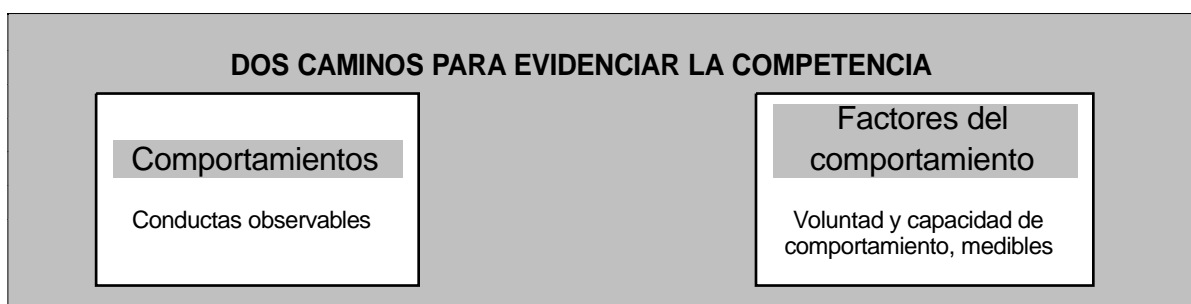 DOS CAMINOS PARA EVIDENCIAR LA COMPETENCIA
Comportamientos
Conductas observables
Factores del
comportamiento
Voluntad y capacidad de
comportamiento, medibles